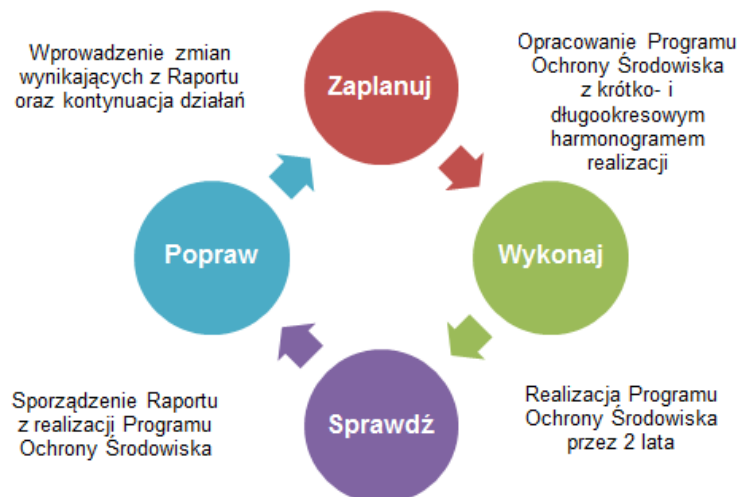 Zaplanuj
Opracowanie Programu
Ochrony Środowiska
z krótko- i
długookresowym
harmonogramem
realizacji
Wykonaj
Realizacja Programu
Ochrony Środowiska
przez 2 lata
Sprawdź
Sporządzenie Raportu
z realizacji Programu
Ochrony Środowiska
Popraw
Wprowadzenie zmian
wynikających z Raportu
oraz kontynuacja działań